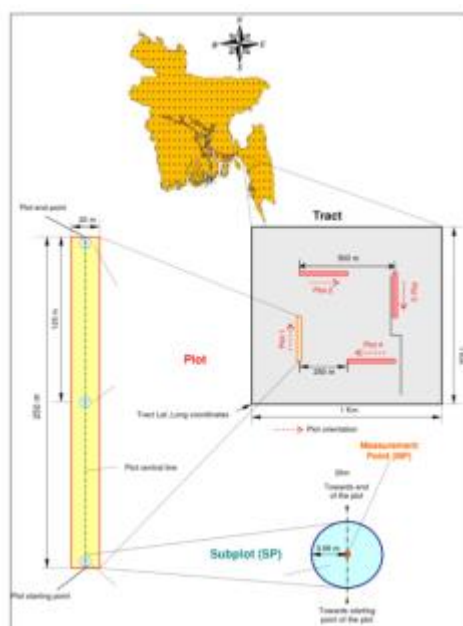 N
E
Tract
Plot end point
20 m
500 m
Plot 2
Plot 3
125 m
Plot 1
Plot
Plot 4
250 m
250 m
Tract Lat ,Long coordinates
1 Km
Plot orientation
Measurement
Point (MP)
Plot central line
Towards end
of the plot
Subplot (SP)
Plot starting point
Towards starting
point of the plot